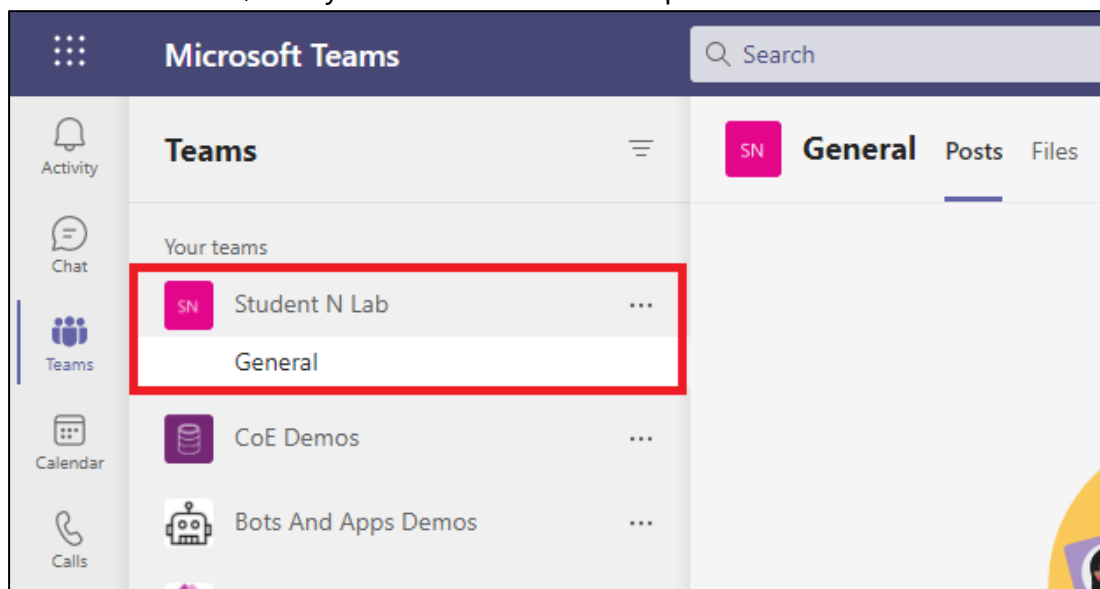 Microsoft Teams
Search
Activity
Chat
Teams
Calendar
Calls
Teams
Your teams
SN Student N Lab
General
CoE Demos
Bots And Apps Demos
SN General Posts Files